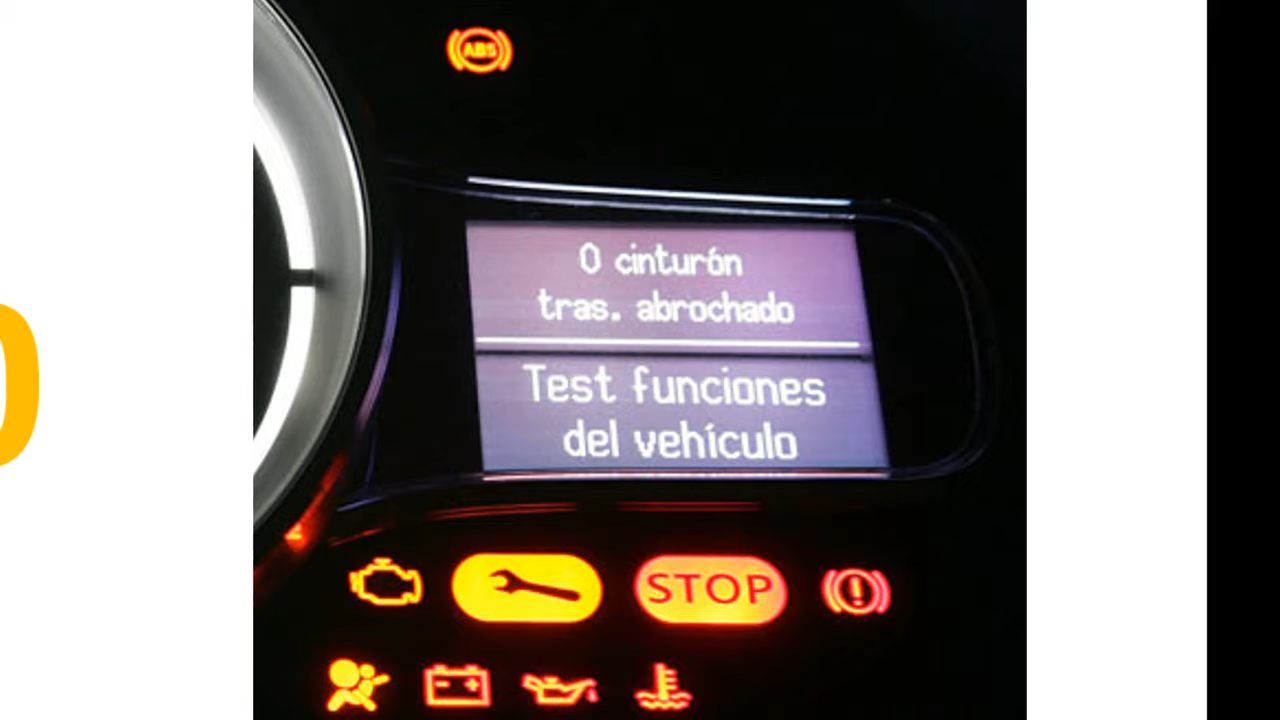 ABS
0 cinturón
tras. abrochado
Test funciones
del vehículo
STOP